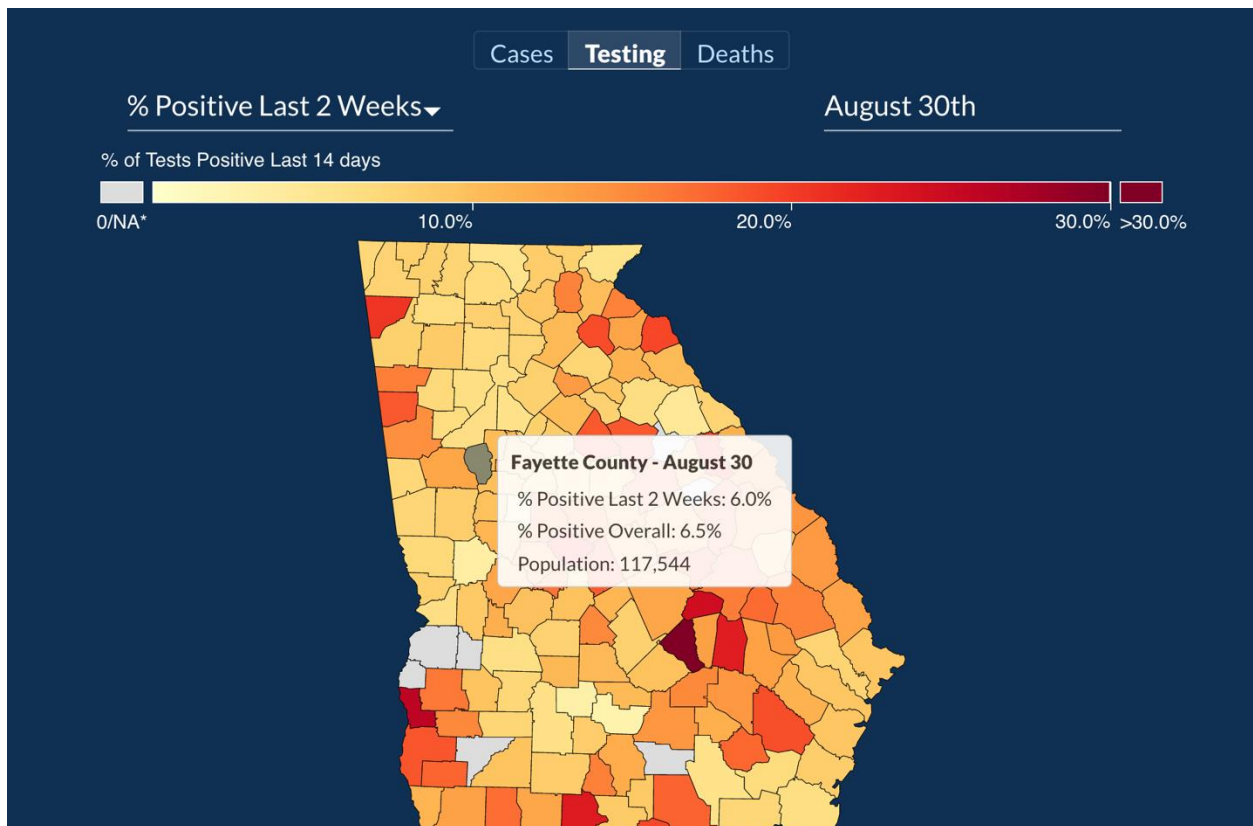 Cases Testing Deaths
% Positive Last 2 Weeks August 30th
% of Tests Positive Last 14 days
0/NA* 10.0% 20.0% 30.0% >30.0%
Fayette County - August 30
% Positive Last 2 Weeks: 6.0%
% Positive Overall: 6.5%
Population: 117,544